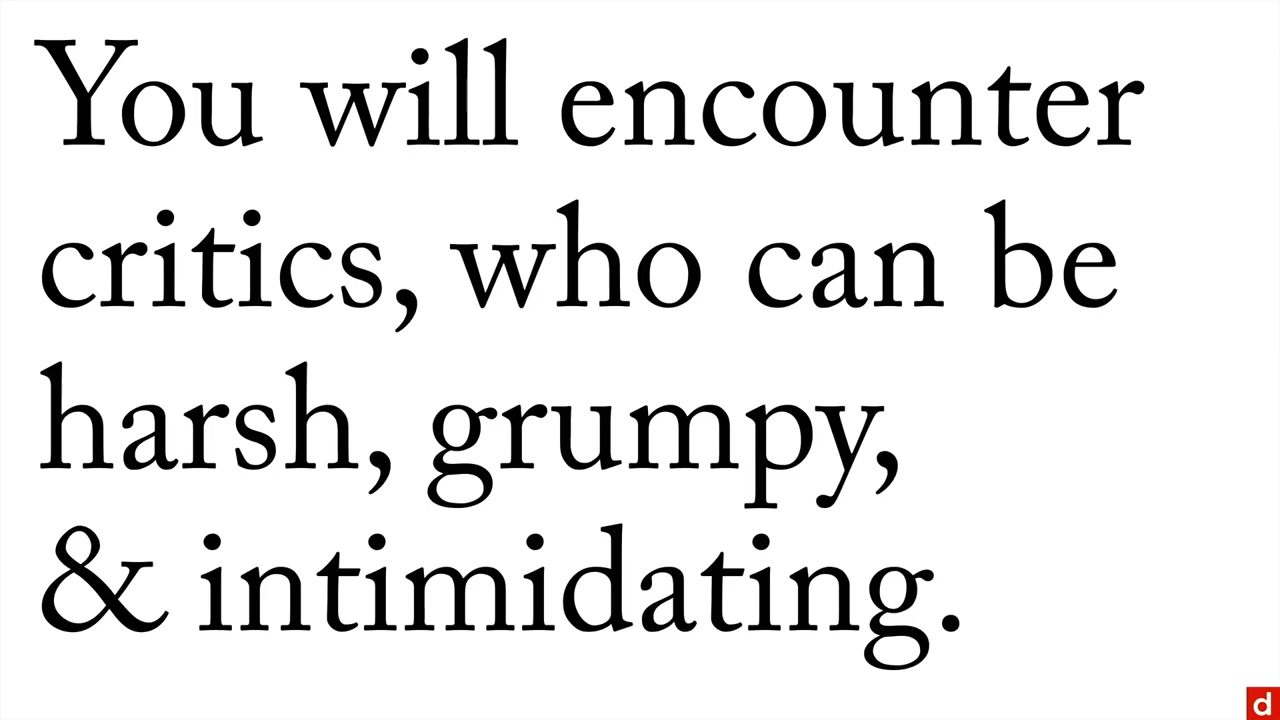 You will encounter
critics, who can be
harsh, grumpy,
& intimidating.
d